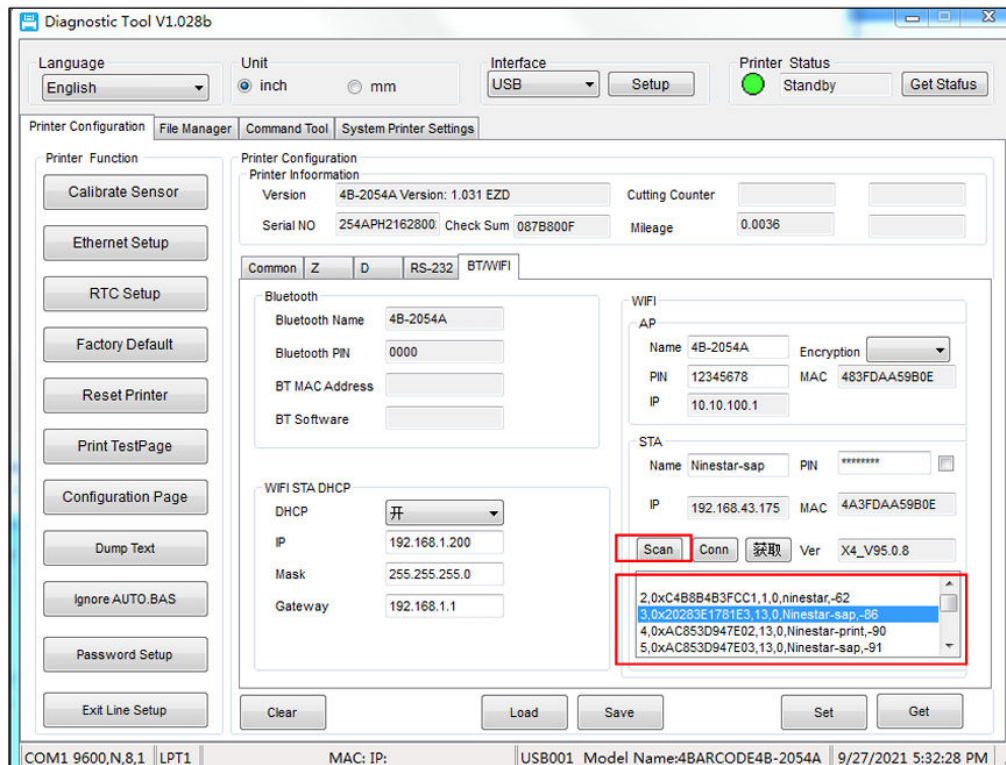 Diagnostic Tool V1.028b
Language
Unit
Interface
Printer Status
English
inch
mm
USB
Setup
Standby
Get Stafus
Printer Configuration
File Manager
Command Tool
System Printer Settings
Printer Function
Calibrate Sensor
Ethernet Setup
RTC Setup
Factory Default
Reset Printer
Print TestPage
Configuration Page
Dump Text
Ignore AUTO.BAS
Password Setup
Exit Line Setup
Printer Configuration
Printer Infoormation
Version
4B-2054A Version: 1.031 EZD
Cutting Counter
Serial NO
254APH2162800
Check Sum
087B800F
Mileage
0.0036
Common
Z
D
RS-232
BT/WIFI
Bluetooth
Bluetooth Name
4B-2054A
Bluetooth PIN
0000
BT MAC Address
BT Software
WIFI STA DHCP
DHCP
开
IP
192.168.1.200
Mask
255.255.255.0
Gateway
192.168.1.1
WIFI
AP
Name
4B-2054A
Encryption
PIN
12345678
MAC
483FDAA59B0E
IP
10.10.100.1
STA
Name
Ninestar-sap
PIN
********
IP
192.168.43.175
MAC
4A3FDAA59B0E
Scan
Conn
获取
Ver
X4_V95.0.8
2,0xC4B8B4B3FCC1,1,0,ninestar,-62
3,0x20283E1781E3,13,0,Ninestar-sap,-86
4,0xAC853D947E02,13,0,Ninestar-print,-90
5,0xAC853D947E03,13,0,Ninestar-sap,-91
Clear
Load
Save
Set
Get
COM1 9600,N,8,1
LPT1
MAC: IP:
USB001 Model Name:4BARCODE4B-2054A
9/27/2021 5:32:28 PM